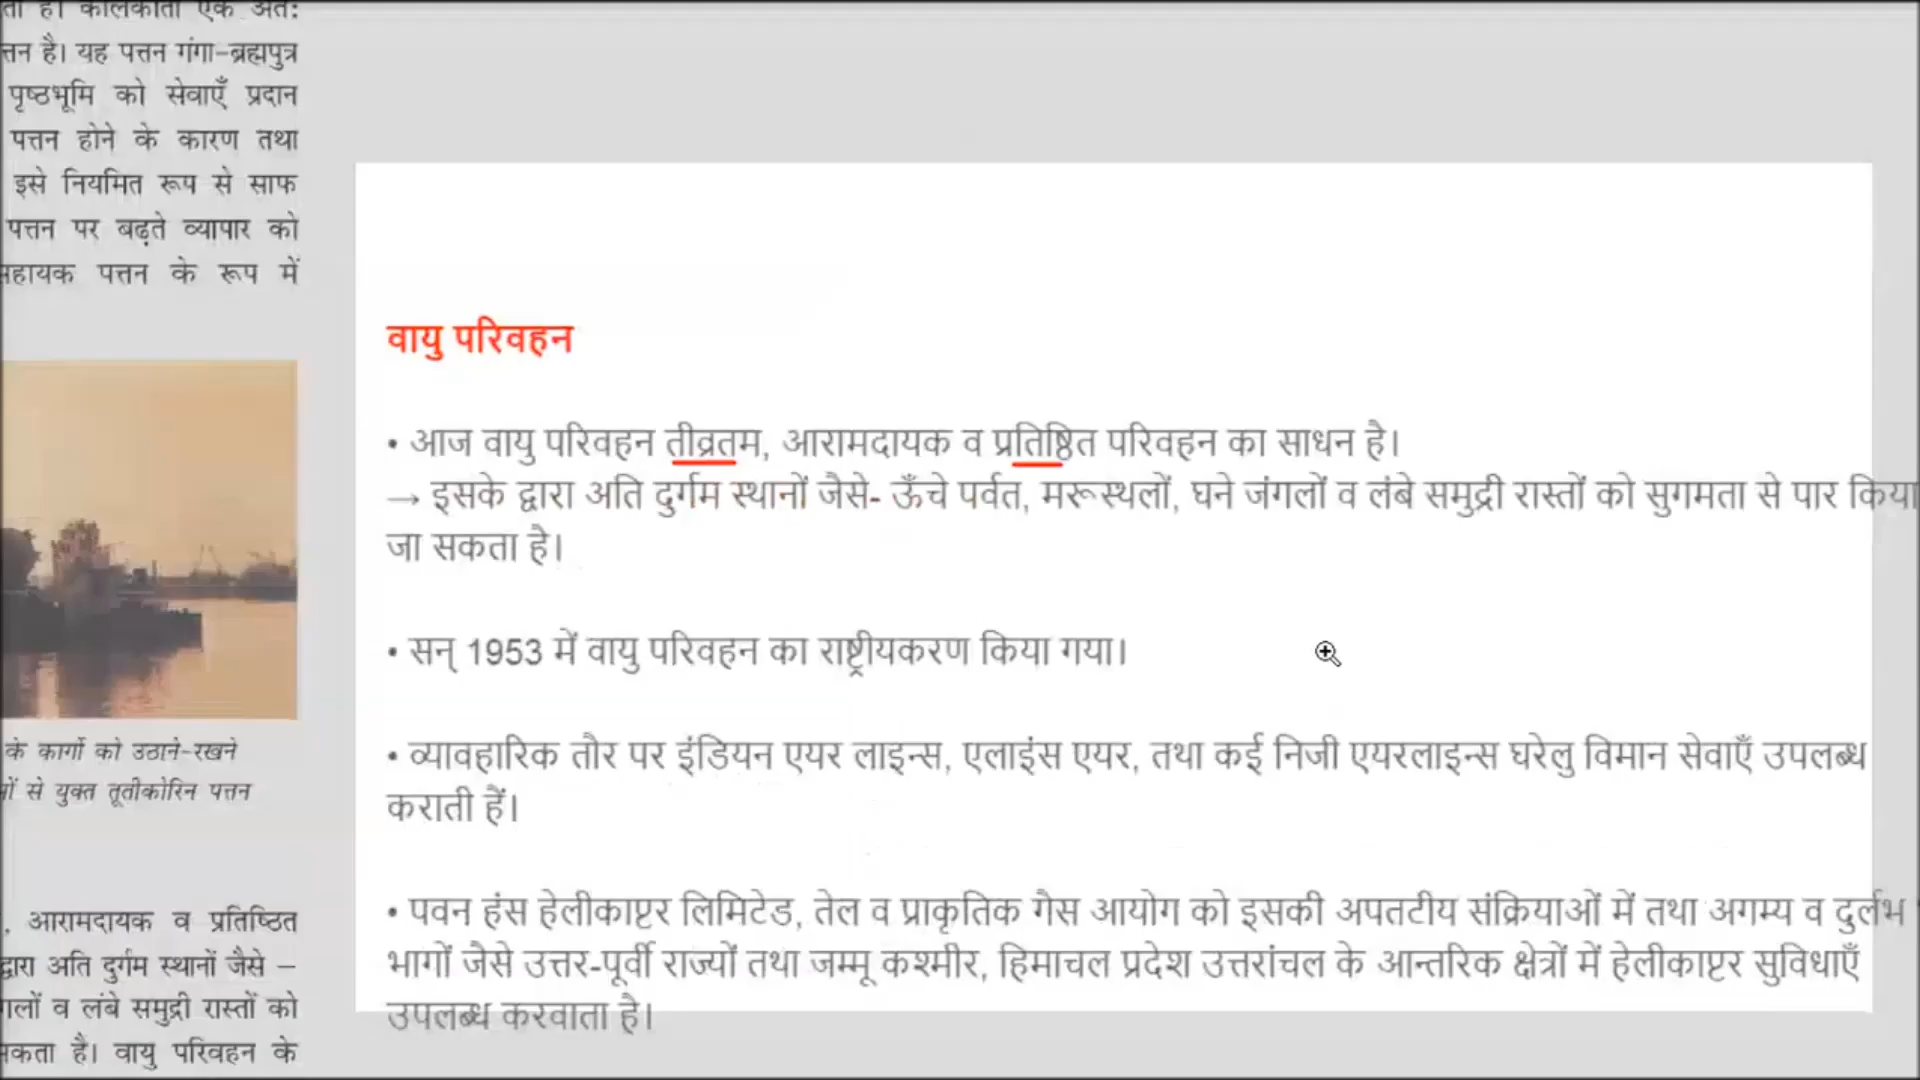 है। कोलकाता एक अंत:
है। यह पत्तन गंगा-ब्रह्मपुत्र
पृष्ठभूमि को सेवाएँ प्रदान
पत्तन होने के कारण तथा
इसे नियमित रूप से साफ
पत्तन पर बढ़ते व्यापार को
सहायक पत्तन के रूप में
के कार्गो को उठाने-रखने
से युक्त तूतीकोरिन पत्तन
, आरामदायक व प्रतिष्ठित
द्वारा अति दुर्गम स्थानों जैसे –
व लंबे समुद्री रास्तों को
है। वायु परिवहन के
वायु परिवहन
• आज वायु परिवहन तीव्रतम, आरामदायक व प्रतिष्ठित परिवहन का साधन है।
→ इसके द्वारा अति दुर्गम स्थानों जैसे- ऊँचे पर्वत, मरूस्थलों, घने जंगलों व लंबे समुद्री रास्तों को सुगमता से पार किया
जा सकता है।
• सन् 1953 में वायु परिवहन का राष्ट्रीयकरण किया गया।
• व्यावहारिक तौर पर इंडियन एयर लाइन्स, एलाइंस एयर, तथा कई निजी एयरलाइन्स घरेलु विमान सेवाएँ उपलब्ध
कराती हैं।
• पवन हंस हेलीकाप्टर लिमिटेड, तेल व प्राकृतिक गैस आयोग को इसकी अपतटीय संक्रियाओं में तथा अगम्य व दुर्लभ
भागों जैसे उत्तर-पूर्वी राज्यों तथा जम्मू कश्मीर, हिमाचल प्रदेश उत्तरांचल के आन्तरिक क्षेत्रों में हेलीकाप्टर सुविधाएँ
उपलब्ध करवाता है।